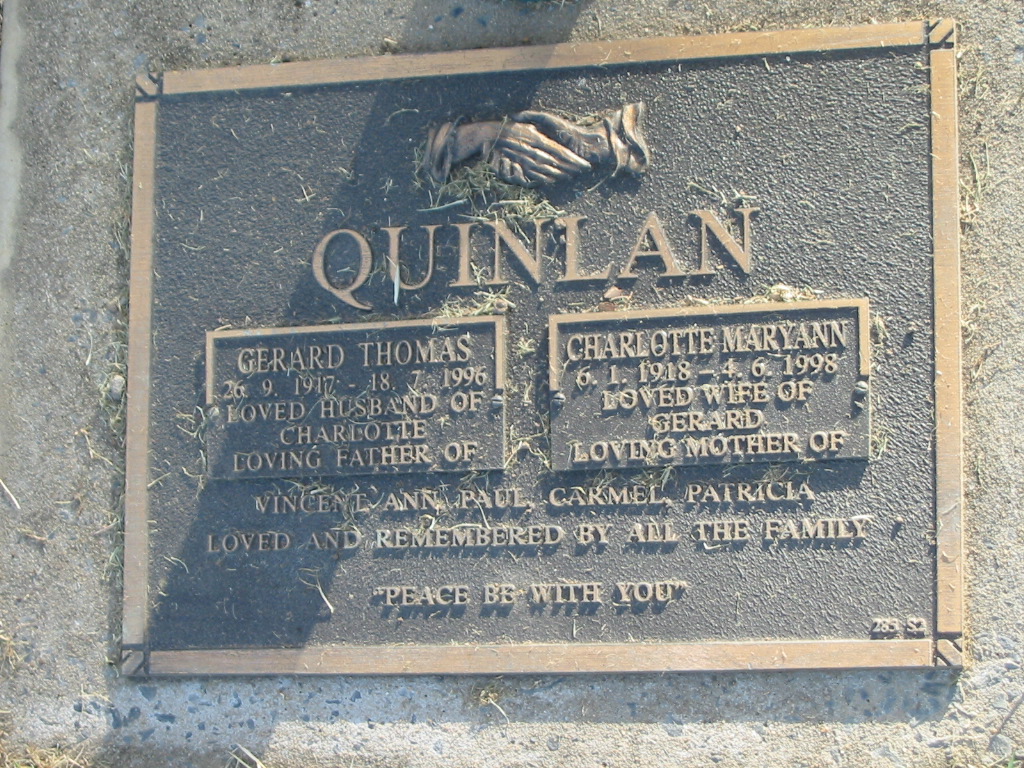 QUINLAN
GERARD THOMAS
26. 9. 1917 - 18. 7. 1996
LOVED HUSBAND OF
CHARLOTTE
LOVING FATHER OF
CHARLOTTE MARYANN
6. 1. 1918 - 4. 6. 1998
LOVED WIFE OF
GERARD
LOVING MOTHER OF
VINCENT, ANN, PAUL, CARMEL, PATRICIA
LOVED AND REMEMBERED BY ALL THE FAMILY
"PEACE BE WITH YOU"
283 S2